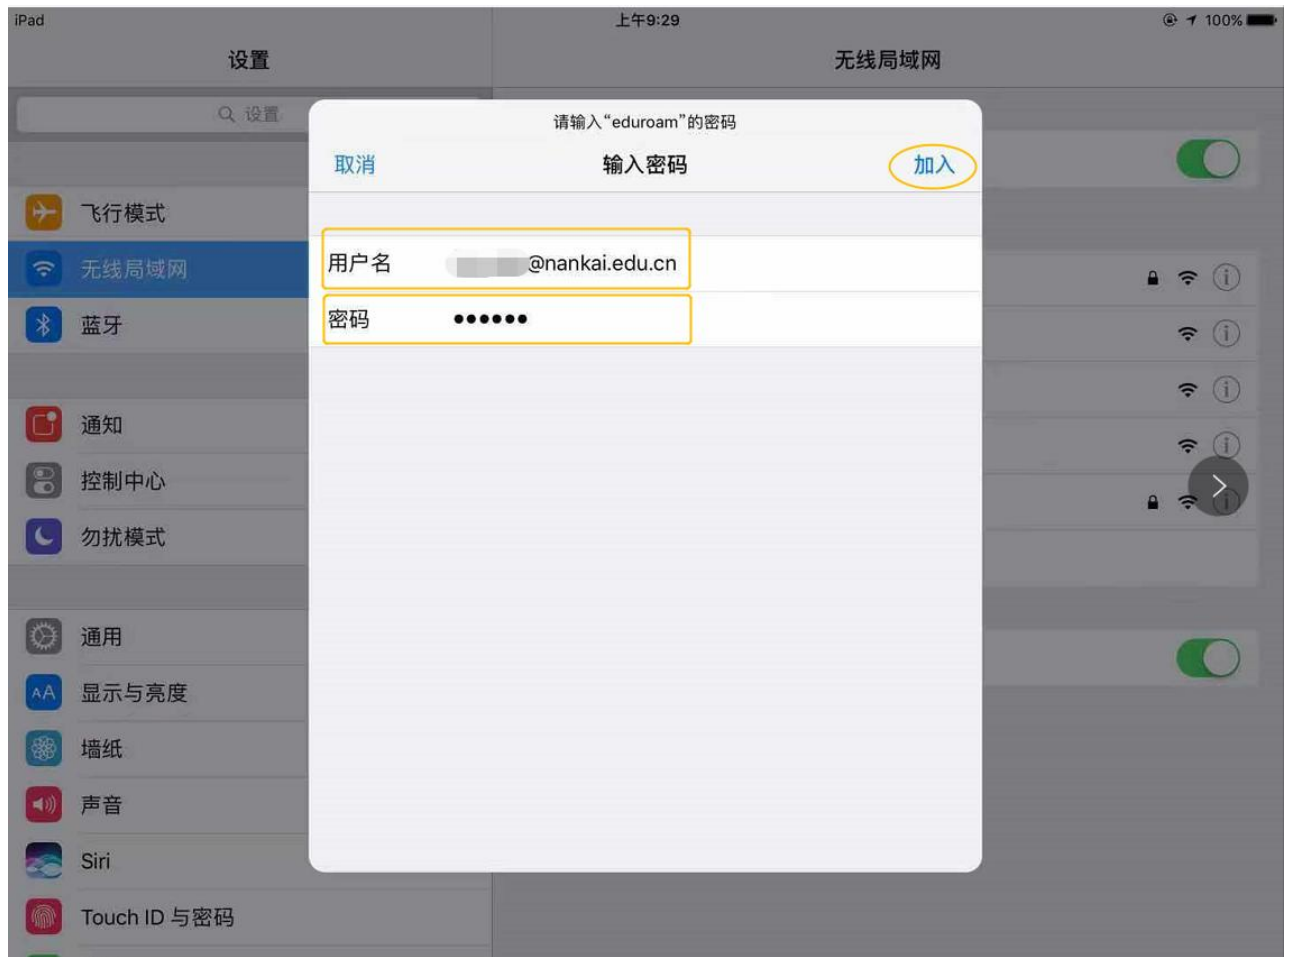 iPad
上午9:29
100%
设置
无线局域网
设置
请输入“eduroam”的密码
取消
输入密码
加入
飞行模式
用户名
@nankai.edu.cn
无线局域网
密码
蓝牙
通知
控制中心
勿扰模式
通用
AA
显示与亮度
墙纸
声音
Siri
Touch ID 与密码